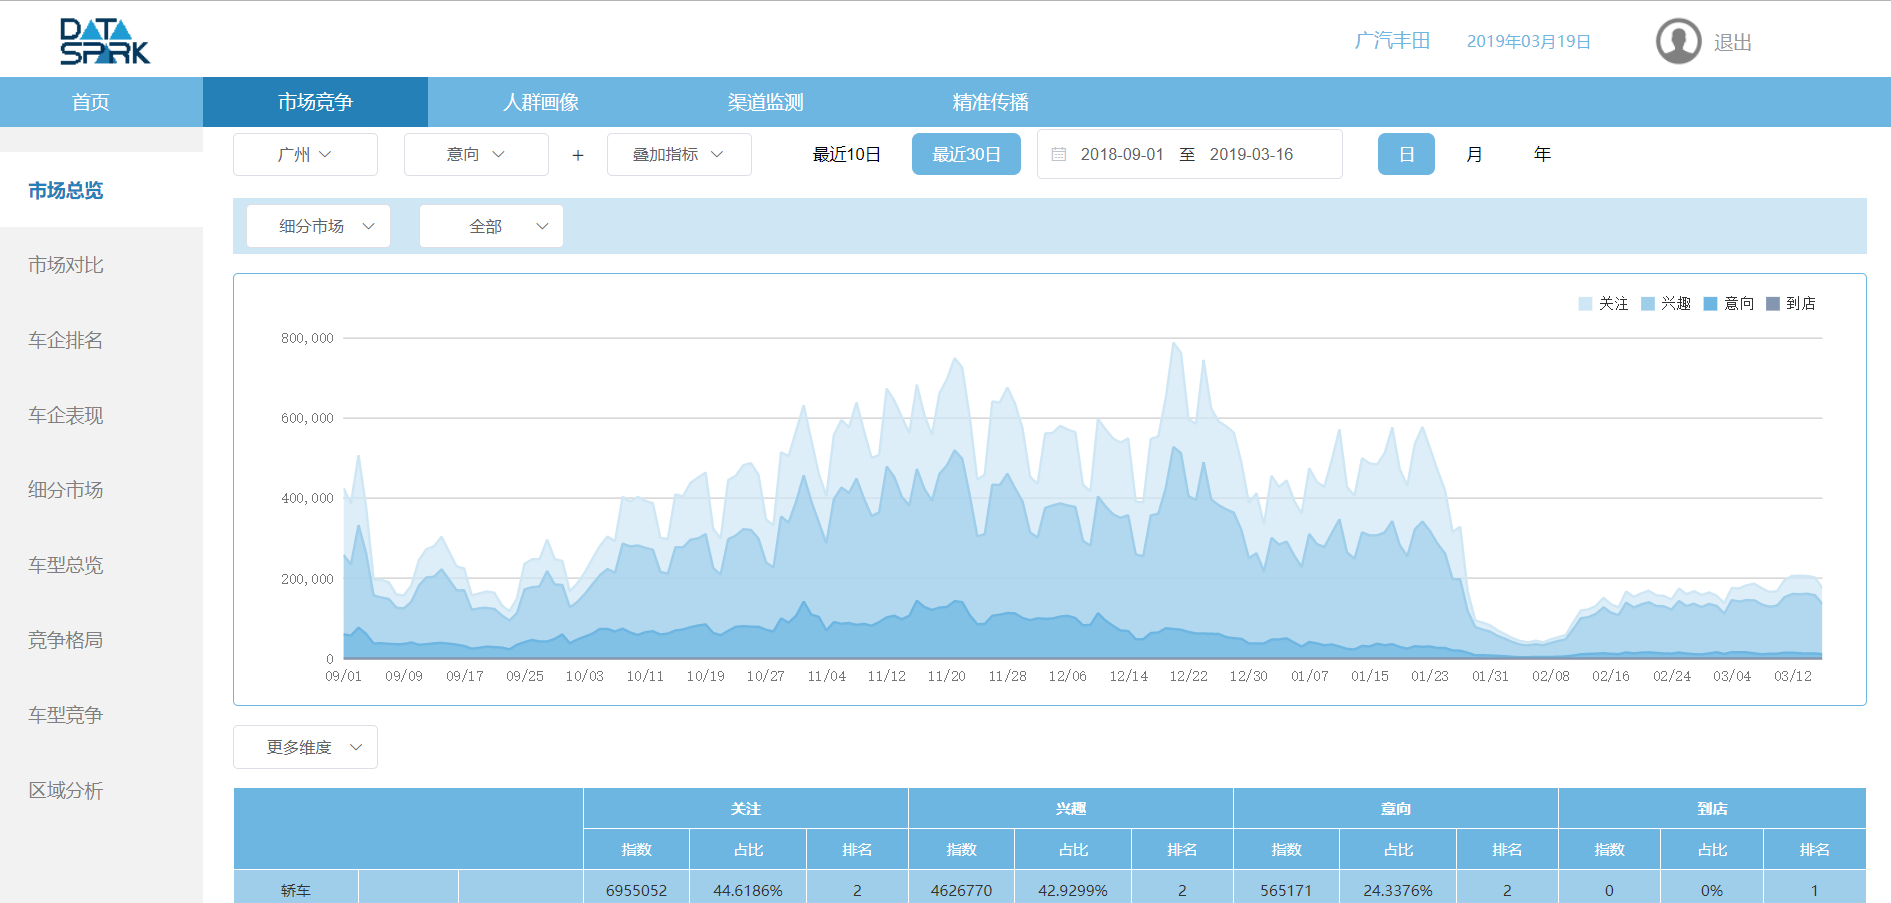 DATA
SPARK
广汽丰田 2019年03月19日 退出
首页 市场竞争 人群画像 渠道监测 精准传播
广州 意向 + 叠加指标 最近10日 最近30日 2018-09-01 至 2019-03-16 日 月 年
市场总览
市场对比
车企排名
车企表现
细分市场
车型总览
竞争格局
车型竞争
区域分析
细分市场 全部
关注 兴趣 意向 到店
800,000
600,000
400,000
200,000
0
09/01 09/09 09/17 09/25 10/03 10/11 10/19 10/27 11/04 11/12 11/20 11/28 12/06 12/14 12/22 12/30 01/07 01/15 01/23 01/31 02/08 02/16 02/24 03/04 03/12
更多维度
关注 兴趣 意向 到店
指数 占比 排名 指数 占比 排名 指数 占比 排名 指数 占比 排名
轿车 6955052 44.6186% 2 4626770 42.9299% 2 565171 24.3376% 2 0 0% 1